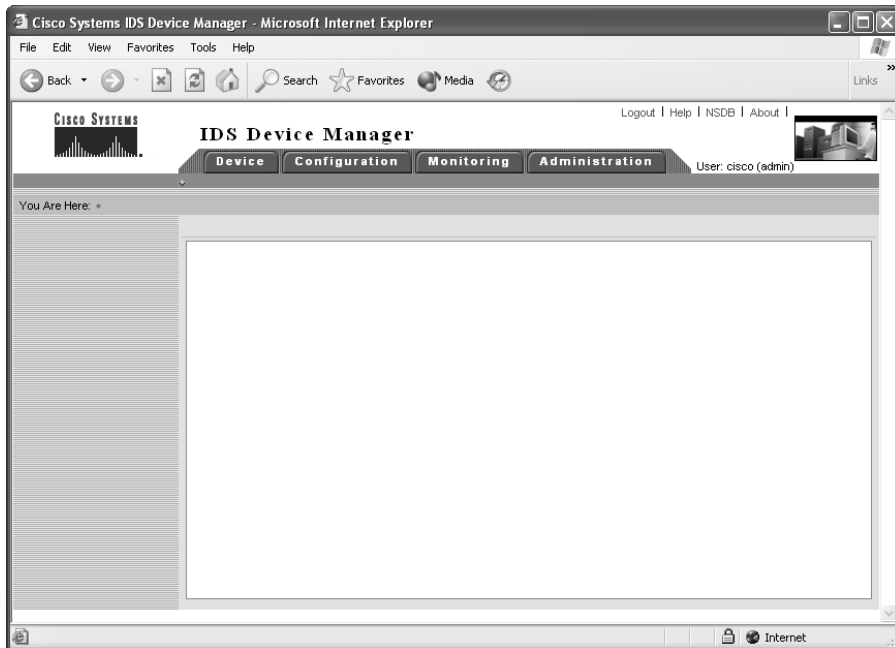 Cisco Systems IDS Device Manager - Microsoft Internet Explorer
File Edit View Favorites Tools Help
Back Search Favorites Media Links
CISCO SYSTEMS
Logout | Help | NSDB | About |
IDS Device Manager
Device Configuration Monitoring Administration
User: cisco (admin)
You Are Here:
Internet